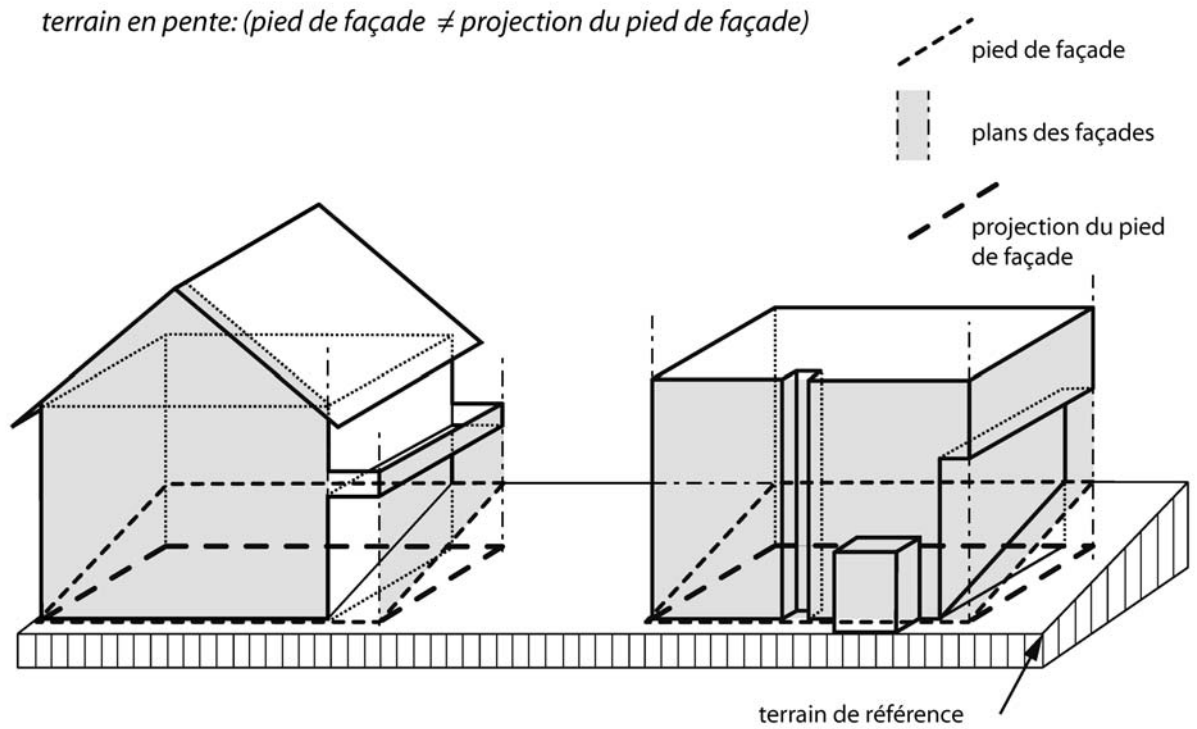 terrain en pente: (pied de façade ≠ projection du pied de façade)
pied de façade
plans des façades
projection du pied
de façade
terrain de référence